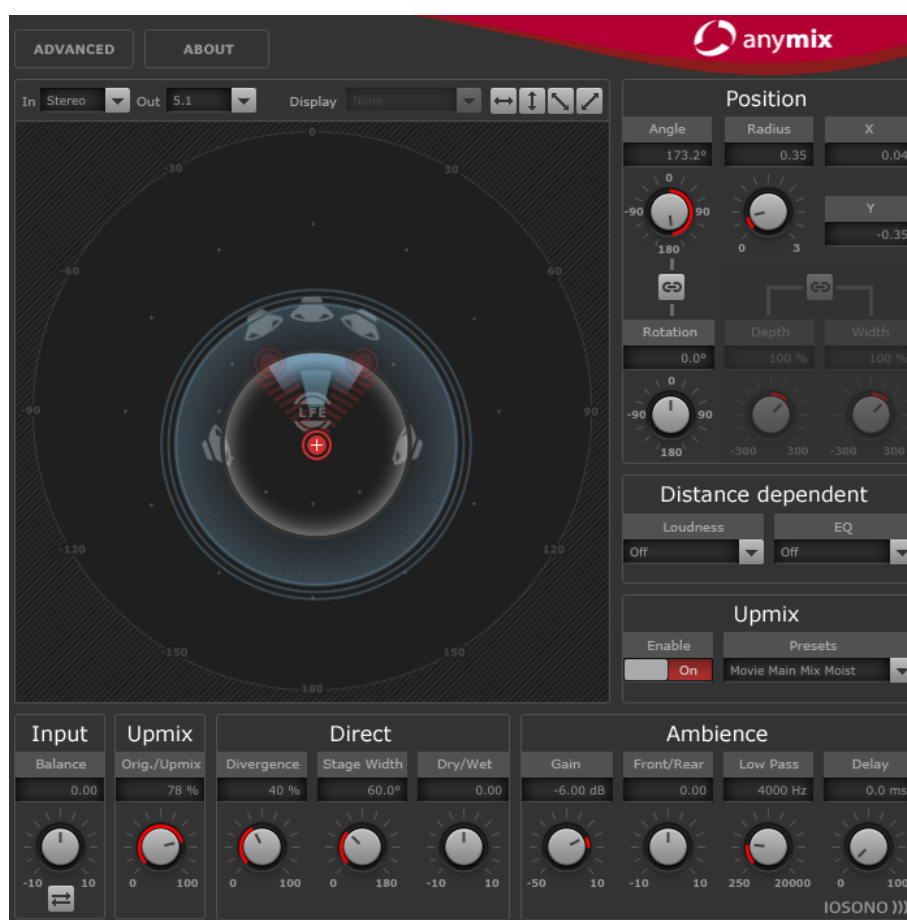 ADVANCED ABOUT anymix
In Stereo Out 5.1 Display None
Position
Angle Radius X
173.2° 0.35 0.04
0
-90 90
180
0 3
Y
-0.35
Rotation Depth Width
0.0° 100 % 100 %
0
-90 90
180
-300 300 -300 300
0
-30 30
-60 60
-90 90
-120 120
-150 150
180
LFE
Distance dependent
Loudness EQ
Off Off
Upmix
Enable Presets
On Movie Main Mix Moist
Input Upmix Direct Ambience
Balance Orig./Upmix Divergence Stage Width Dry/Wet Gain Front/Rear Low Pass Delay
0.00 78 % 40 % 60.0° 0.00 -6.00 dB 0.00 4000 Hz 0.0 ms
-10 10 0 100 0 100 0 180 -10 10 -50 10 -10 10 250 20000 0 100
IOSONO